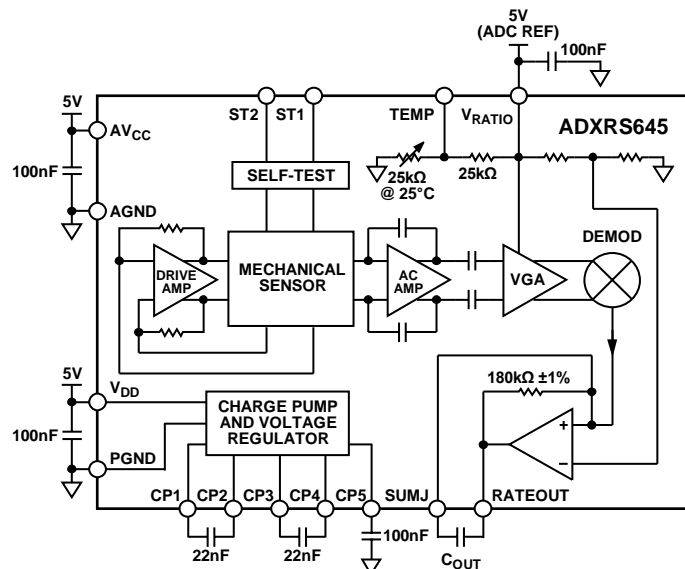 5V
(ADC REF)
100nF
5V
ST2
ST1
TEMP
VRATIO
ADXRS645
AVCC
100nF
SELF-TEST
25kΩ
@ 25°C
25kΩ
AGND
DEMOD
DRIVE
AMP
MECHANICAL
SENSOR
AC
AMP
VGA
5V
VDD
180kΩ ±1%
CHARGE PUMP
AND VOLTAGE
REGULATOR
+
100nF
–
PGND
CP1
CP2
CP3
CP4
CP5
SUMJ
RATEOUT
22nF
22nF
100nF
COUT